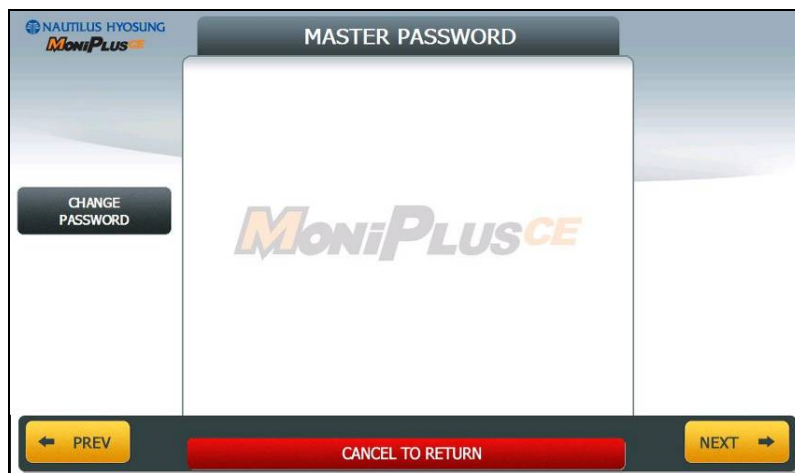 NAUTILUS HYOSUNG
MONiPLUSCE
MASTER PASSWORD
CHANGE
PASSWORD
MONiPLUSCE
PREV
CANCEL TO RETURN
NEXT